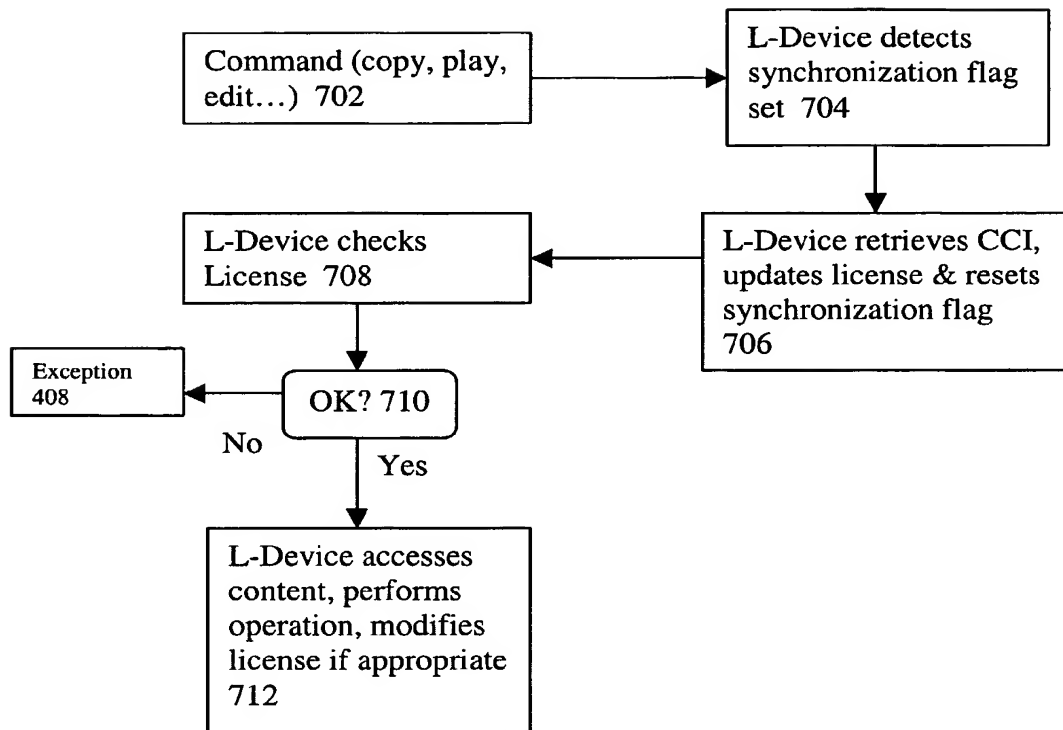 Command (copy, play,
edit…) 702
L-Device detects
synchronization flag
set 704
L-Device retrieves CCI,
updates license & resets
synchronization flag
706
L-Device checks
License 708
OK? 710
Exception
408
No
Yes
L-Device accesses
content, performs
operation, modifies
license if appropriate
712